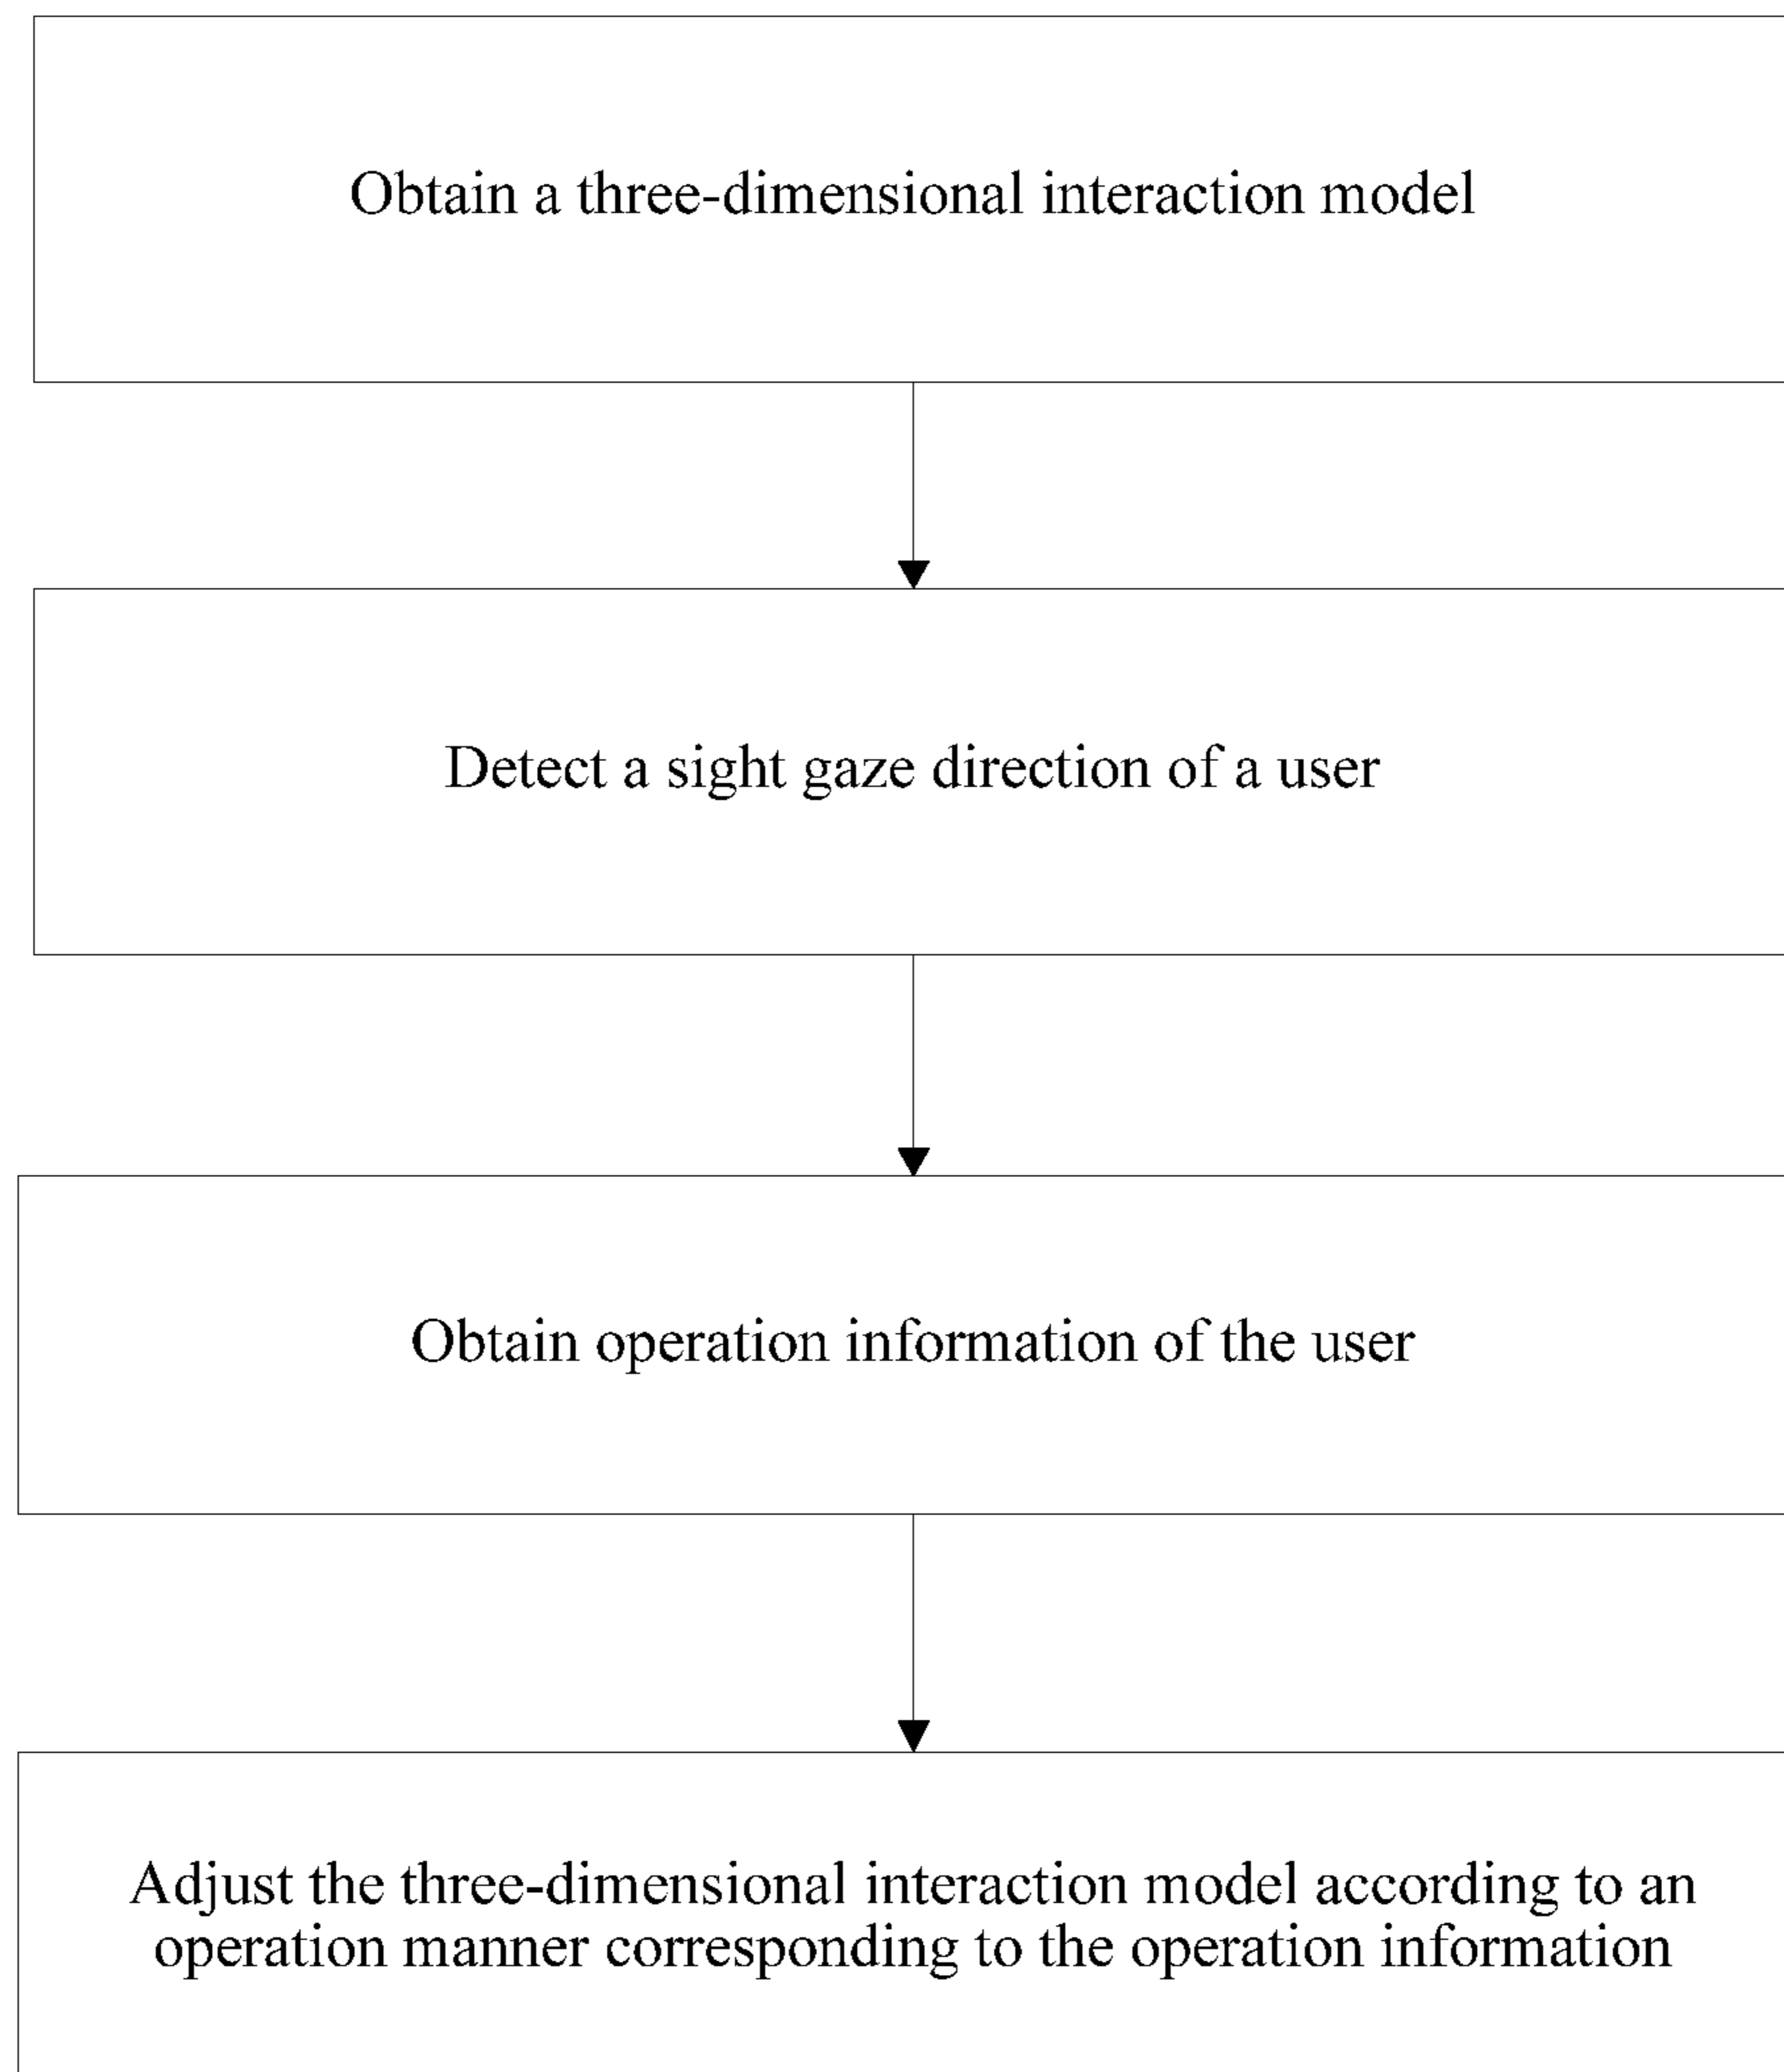 Obtain a three-dimensional interaction model
Detect a sight gaze direction of a user
Obtain operation information of the user
Adjust the three-dimensional interaction model according to an
operation manner corresponding to the operation information